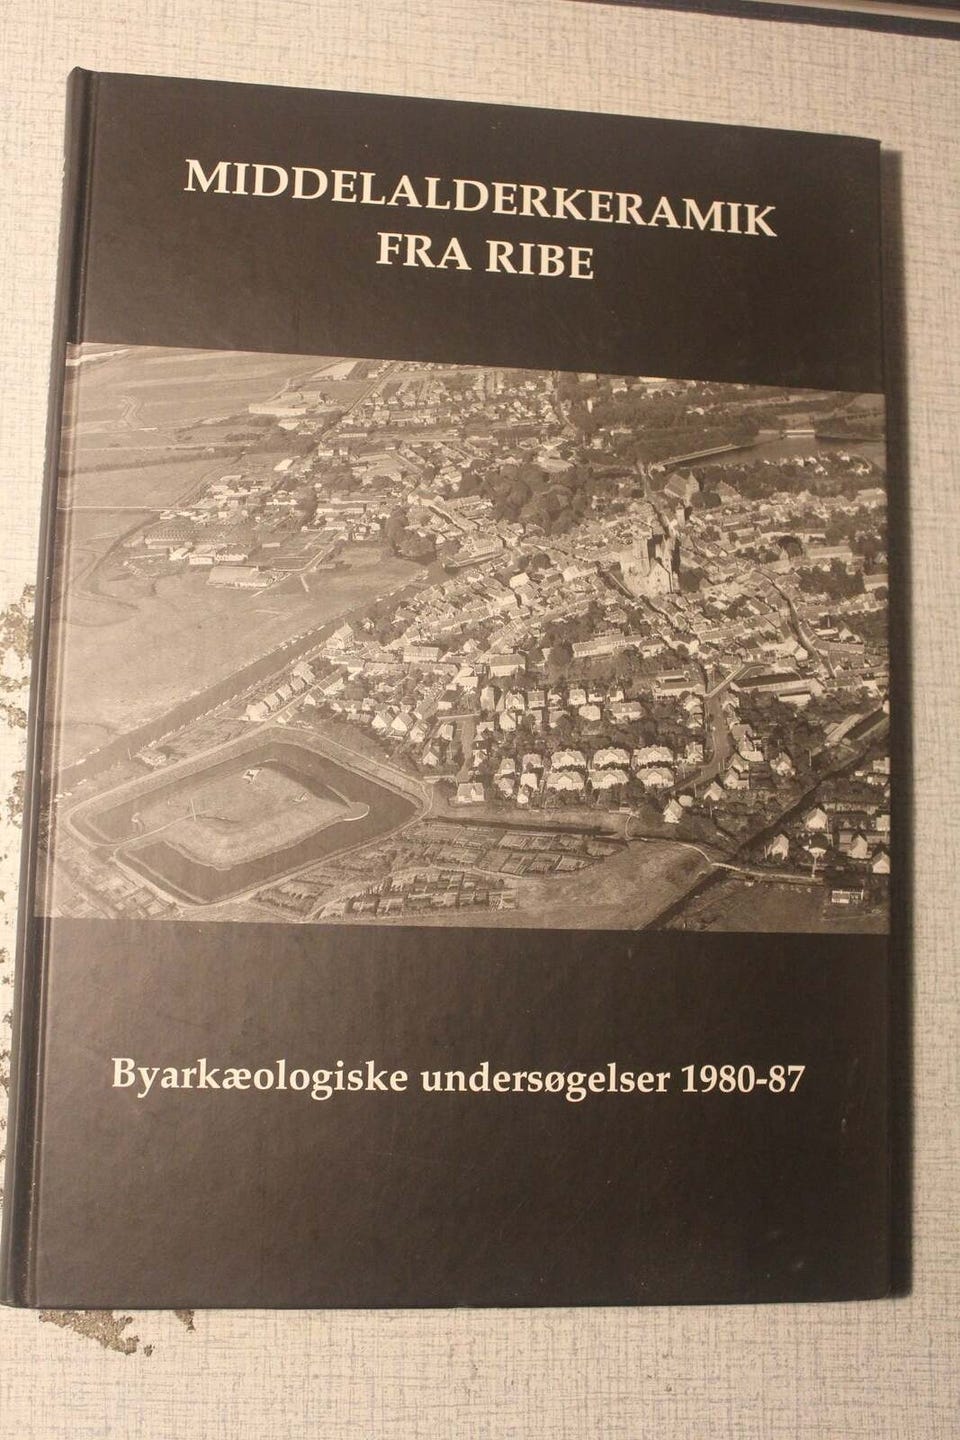 MIDDELALDERKERAMIK
FRA RIBE
Byarkæologiske undersøgelser 1980-87